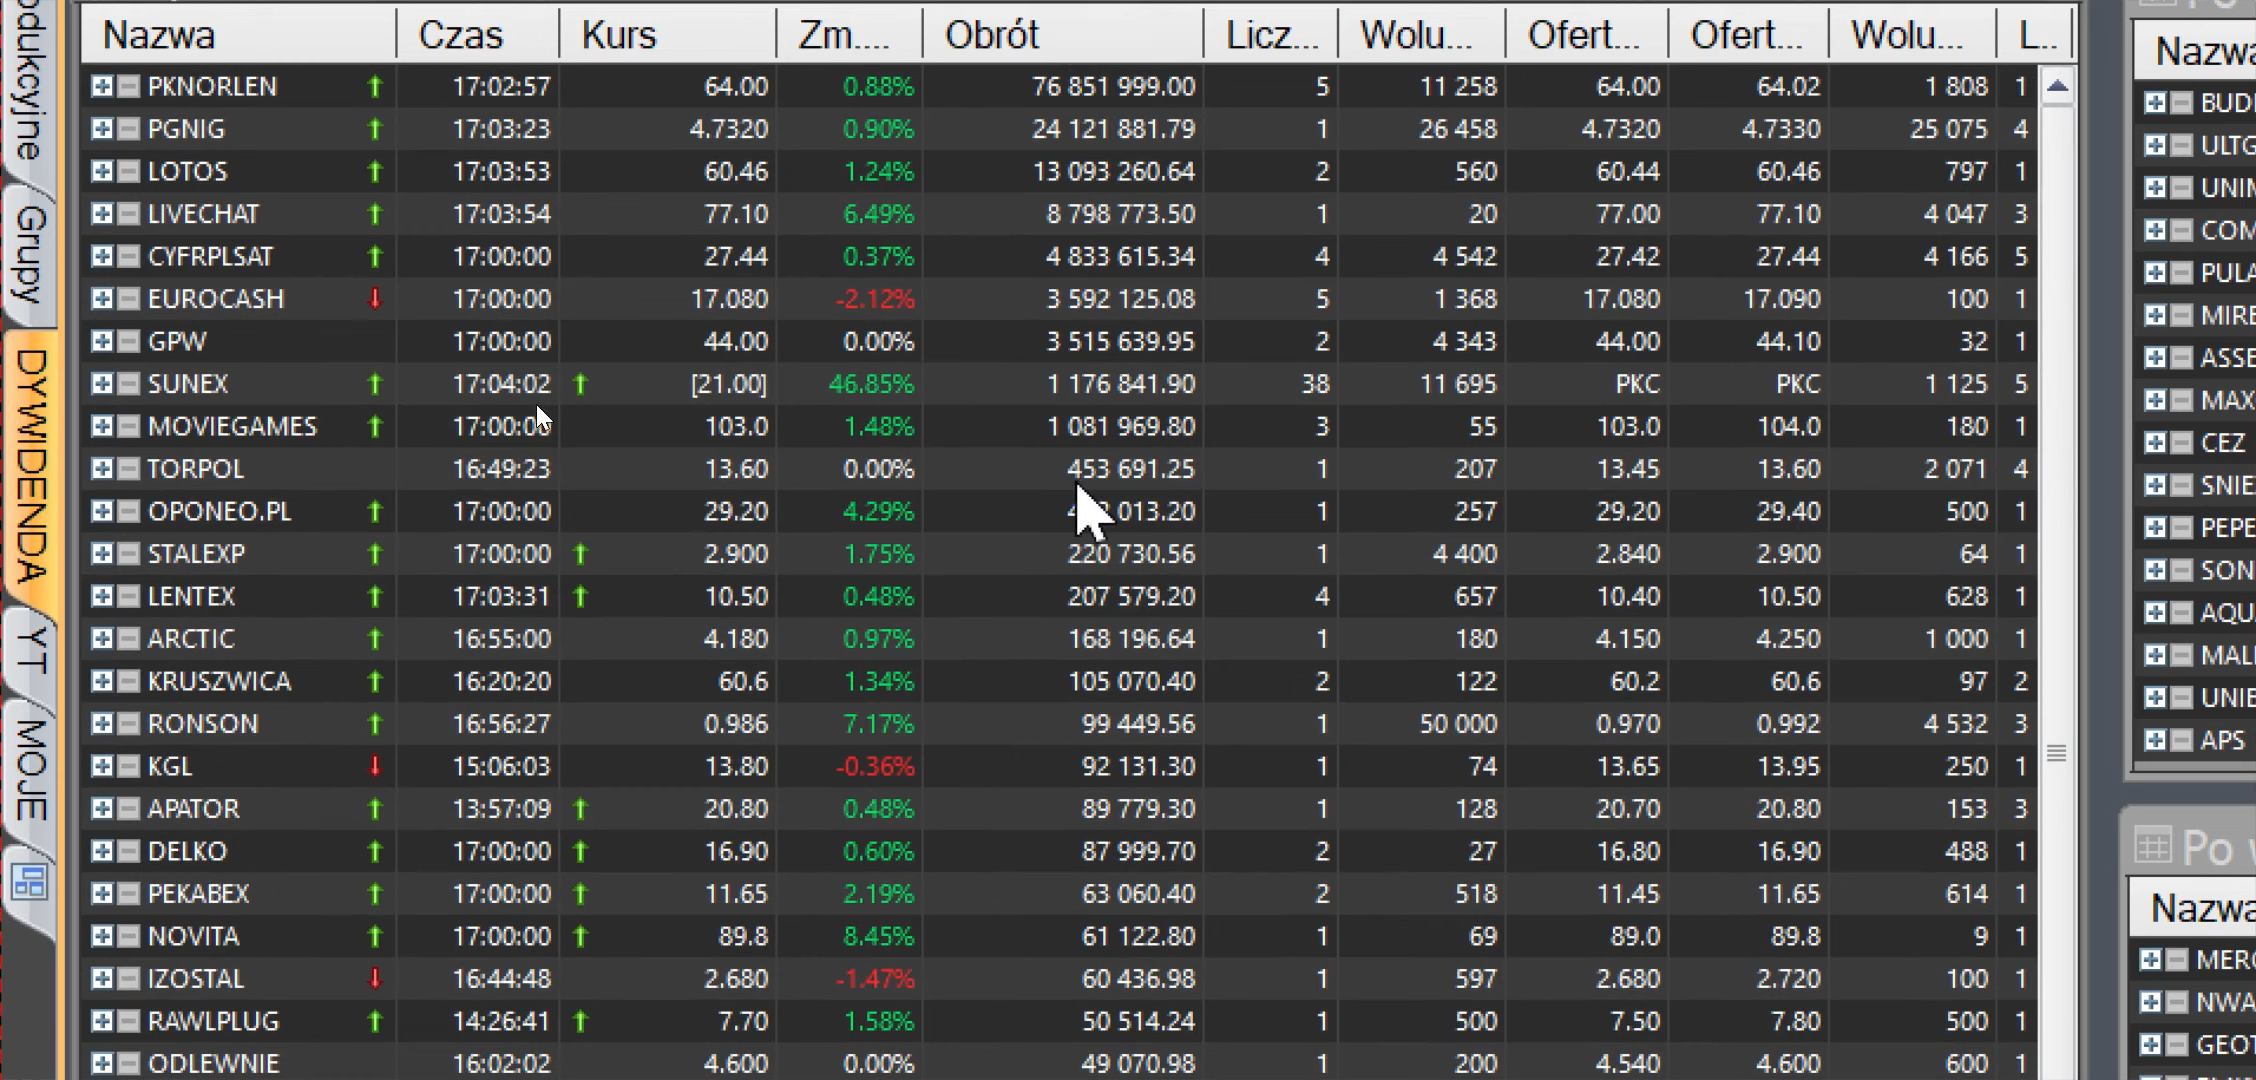 odukcyjne
Grupy
DYWIDENDA
YT
MOJE
Nazwa Czas Kurs Zm.... Obrót Licz... Wolu... Ofert... Ofert... Wolu... L..
PKNORLEN 17:02:57 64.00 0.88% 76 851 999.00 5 11 258 64.00 64.02 1 808 1
PGNIG 17:03:23 4.7320 0.90% 24 121 881.79 1 26 458 4.7320 4.7330 25 075 4
LOTOS 17:03:53 60.46 1.24% 13 093 260.64 2 560 60.44 60.46 797 1
LIVECHAT 17:03:54 77.10 6.49% 8 798 773.50 1 20 77.00 77.10 4 047 3
CYFRPLSAT 17:00:00 27.44 0.37% 4 833 615.34 4 4 542 27.42 27.44 4 166 5
EUROCASH 17:00:00 17.080 -2.12% 3 592 125.08 5 1 368 17.080 17.090 100 1
GPW 17:00:00 44.00 0.00% 3 515 639.95 2 4 343 44.00 44.10 32 1
SUNEX 17:04:02 [21.00] 46.85% 1 176 841.90 38 11 695 PKC PKC 1 125 5
MOVIEGAMES 17:00:00 103.0 1.48% 1 081 969.80 3 55 103.0 104.0 180 1
TORPOL 16:49:23 13.60 0.00% 453 691.25 1 207 13.45 13.60 2 071 4
OPONEO.PL 17:00:00 29.20 4.29% 013.20 1 257 29.20 29.40 500 1
STALEXP 17:00:00 2.900 1.75% 220 730.56 1 4 400 2.840 2.900 64 1
LENTEX 17:03:31 10.50 0.48% 207 579.20 4 657 10.40 10.50 628 1
ARCTIC 16:55:00 4.180 0.97% 168 196.64 1 180 4.150 4.250 1 000 1
KRUSZWICA 16:20:20 60.6 1.34% 105 070.40 2 122 60.2 60.6 97 2
RONSON 16:56:27 0.986 7.17% 99 449.56 1 50 000 0.970 0.992 4 532 3
KGL 15:06:03 13.80 -0.36% 92 131.30 1 74 13.65 13.95 250 1
APATOR 13:57:09 20.80 0.48% 89 779.30 1 128 20.70 20.80 153 3
DELKO 17:00:00 16.90 0.60% 87 999.70 2 27 16.80 16.90 488 1
PEKABEX 17:00:00 11.65 2.19% 63 060.40 2 518 11.45 11.65 614 1
NOVITA 17:00:00 89.8 8.45% 61 122.80 1 69 89.0 89.8 9 1
IZOSTAL 16:44:48 2.680 -1.47% 60 436.98 1 597 2.680 2.720 100 1
RAWLPLUG 14:26:41 7.70 1.58% 50 514.24 1 500 7.50 7.80 500 1
ODLEWNIE 16:02:02 4.600 0.00% 49 070.98 1 200 4.540 4.600 600 1
Nazwa
BUD
ULTG
UNIM
COM
PULA
MIRB
ASSE
MAX
CEZ
SNIE
PEPE
SON
AQU
MALI
UNIB
APS
Po w
Nazwa
MERC
NWA
GEOT